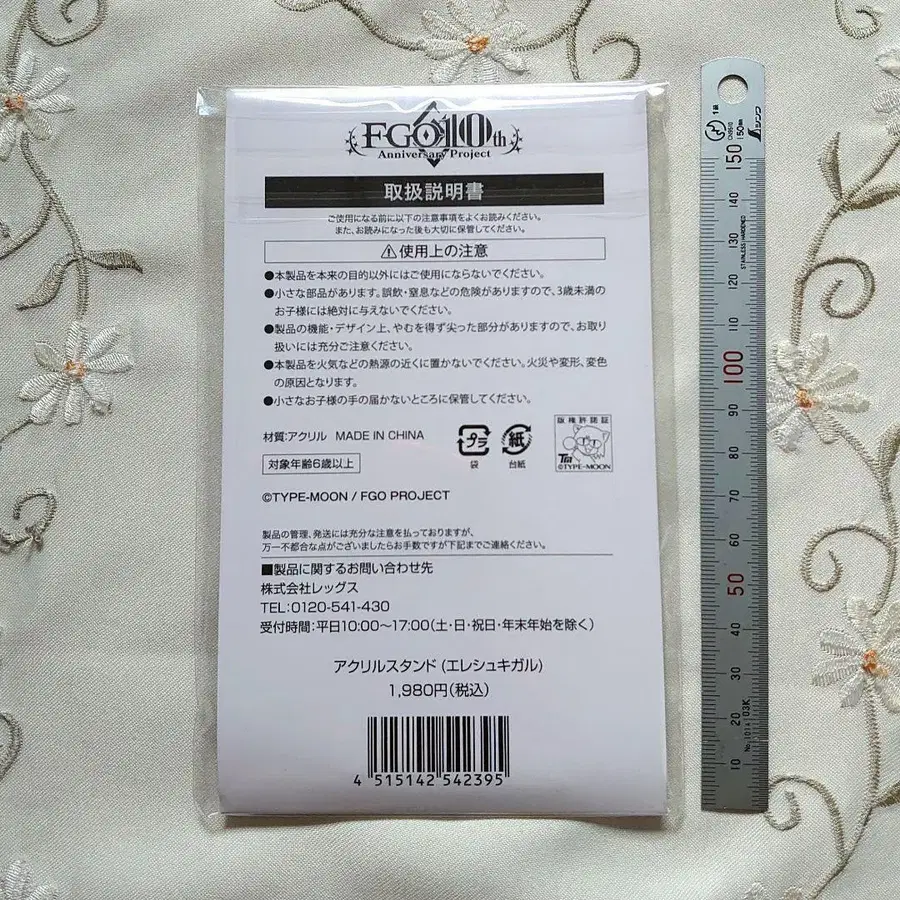 FGO 10th
Anniversary Project
取扱説明書
ご使用になる前に以下の注意事項をよくお読みください。
また、お読みになった後も大切に保管してください。
⚠使用上の注意
●本製品を本来の目的以外にはご使用にならないでください。
●小さな部品があります。誤飲・窒息などの危険がありますので、3歳未満の
お子様には絶対に与えないでください。
●製品の機能・デザイン上、やむを得ず尖った部分がありますので、お取り
扱いには充分ご注意ください。
●本製品を火気などの熱源の近くに置かないでください。火災や変形、変色
の原因となります。
●小さなお子様の手の届かないところに保管してください。
材質:アクリル MADE IN CHINA
プラ
袋
紙
台紙
版権許諾証
TM
©TYPE-MOON
対象年齢6歳以上
©TYPE-MOON / FGO PROJECT
製品の管理、発送には充分な注意を払っておりますが、
万一不都合な点がございましたらお手数ですが下記までご連絡ください。
■製品に関するお問い合わせ先
株式会社レッグス
TEL:0120-541-430
受付時間:平日10:00〜17:00(土・日・祝日・年末年始を除く)
アクリルスタンド(エレシュキガル)
1,980円(税込)
4 515142 542395
シンワ
150mm
150
140
130
STAINLESS HARDENED
120
110
100
90
80
70
60
50
40
30
20
10